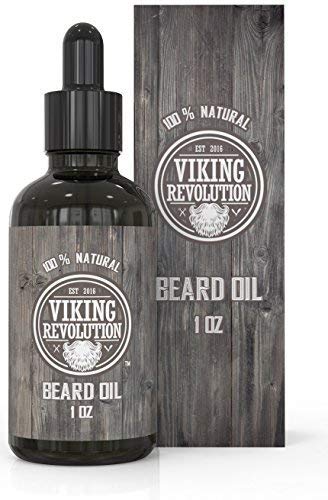 100 % NATURAL
EST 2016
VIKING
REVOLUTION
BEARD OIL
1 OZ
100 % NATURAL
EST 2016
VIKING
REVOLUTION
TM
BEARD OIL
1 OZ